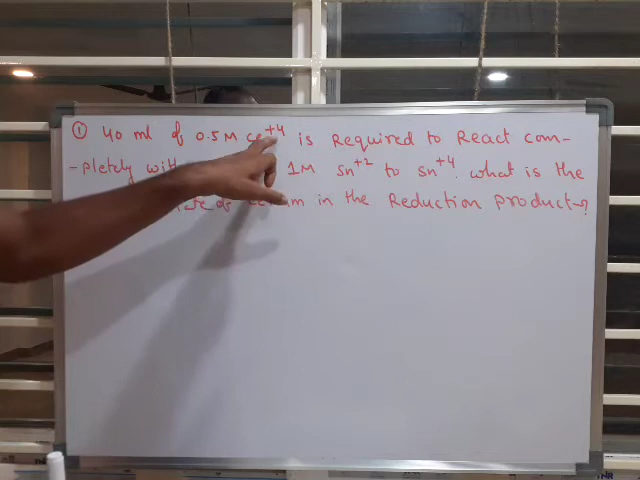 ① 40 ml of 0.5M Ce+4 is Required to React com-
-pletely wit 1M Sn+2 to Sn+4. what is the
in the Reduction product-?